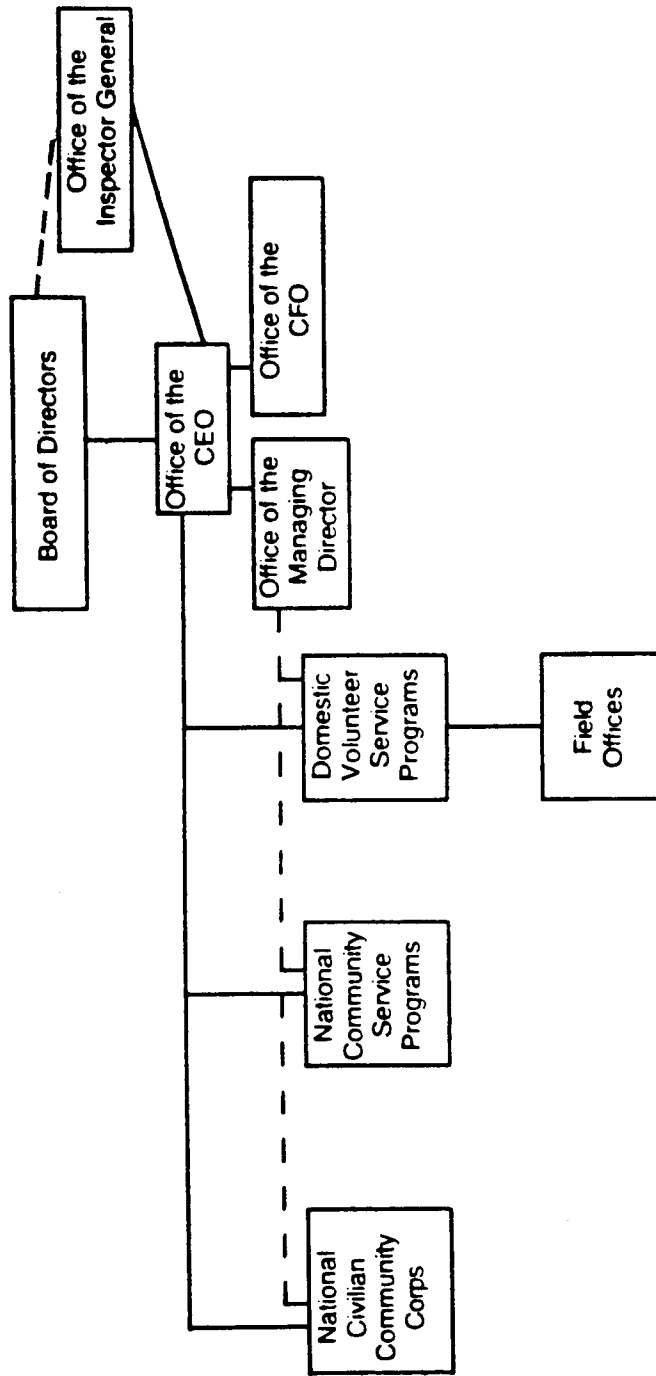 Board of Directors
Office of the
Inspector General
Office of the
CEO
Office of the
Managing
Director
Office of the
CFO
National
Civilian
Community
Corps
National
Community
Service
Programs
Domestic
Volunteer
Service
Programs
Field
Offices